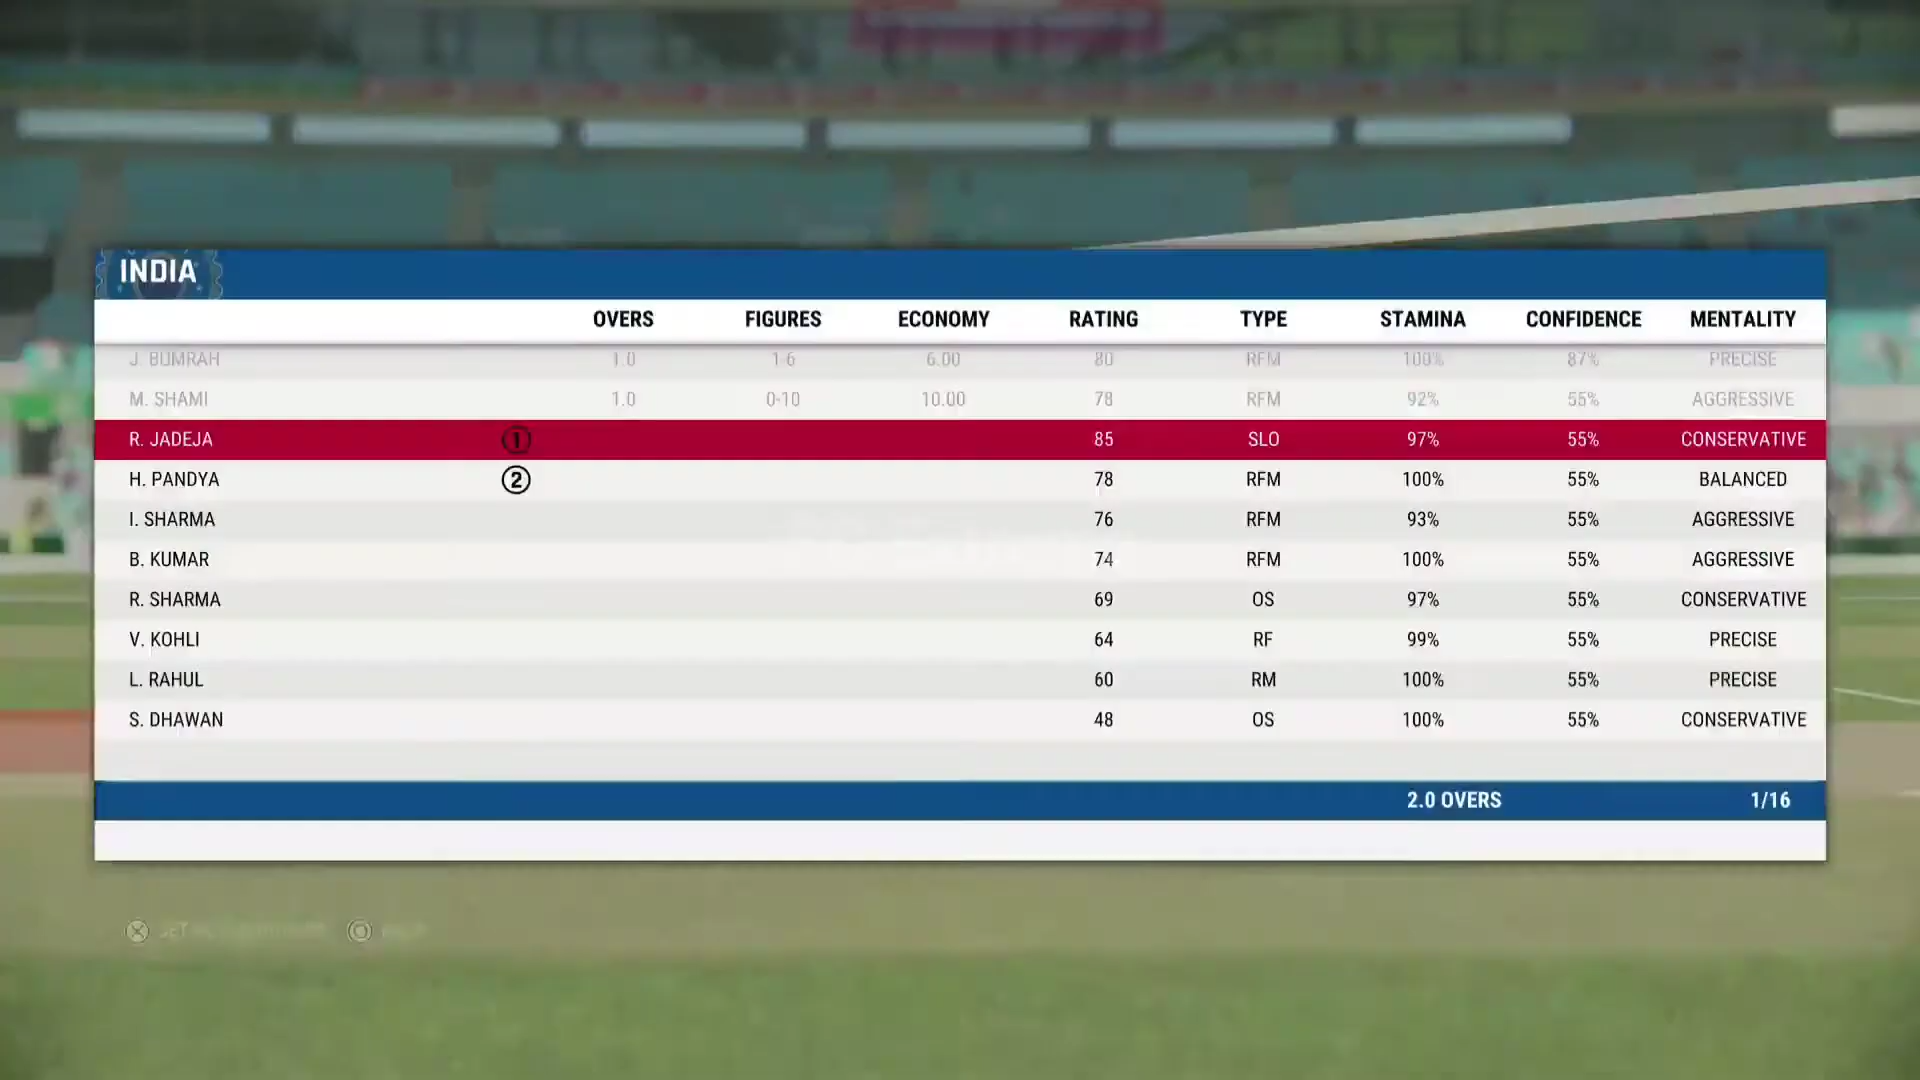 INDIA
OVERS FIGURES ECONOMY RATING TYPE STAMINA CONFIDENCE MENTALITY
J. BUMRAH 1.0 1-6 6.00 80 RFM 100% 87% PRECISE
M. SHAMI 1.0 0-10 10.00 78 RFM 92% 55% AGGRESSIVE
R. JADEJA 1 85 SLO 97% 55% CONSERVATIVE
H. PANDYA 2 78 RFM 100% 55% BALANCED
I. SHARMA 76 RFM 93% 55% AGGRESSIVE
B. KUMAR 74 RFM 100% 55% AGGRESSIVE
R. SHARMA 69 OS 97% 55% CONSERVATIVE
V. KOHLI 64 RF 99% 55% PRECISE
L. RAHUL 60 RM 100% 55% PRECISE
S. DHAWAN 48 OS 100% 55% CONSERVATIVE
2.0 OVERS 1/16